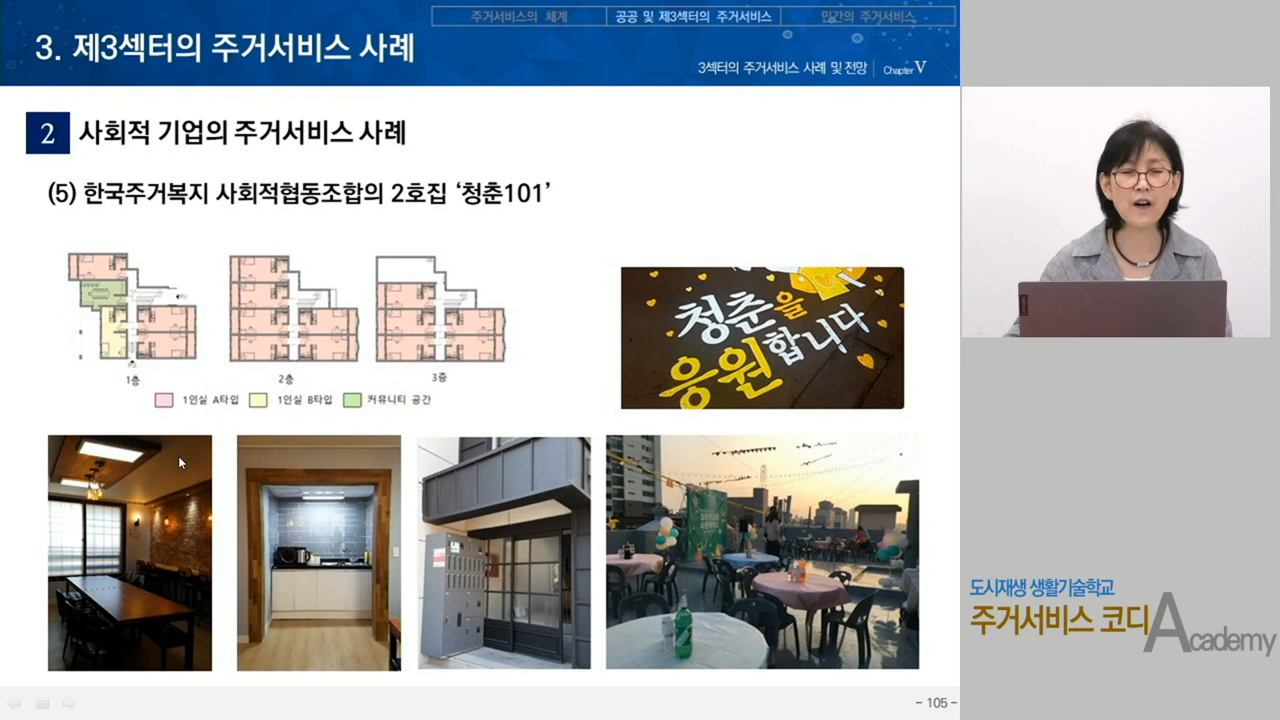 주거서비스의 체계
공공 및 제3섹터의 주거서비스
민간의 주거서비스
3. 제3섹터의 주거서비스 사례
3섹터의 주거서비스 사례 및 전망
Chapter V
2 사회적 기업의 주거서비스 사례
(5) 한국주거복지 사회적협동조합의 2호집 ‘청춘101’
1층
2층
3층
1인실 A타입
1인실 B타입
커뮤니티 공간
청춘을
응원합니다
도시재생 생활기술학교
주거서비스 코디
Academy
- 105 -